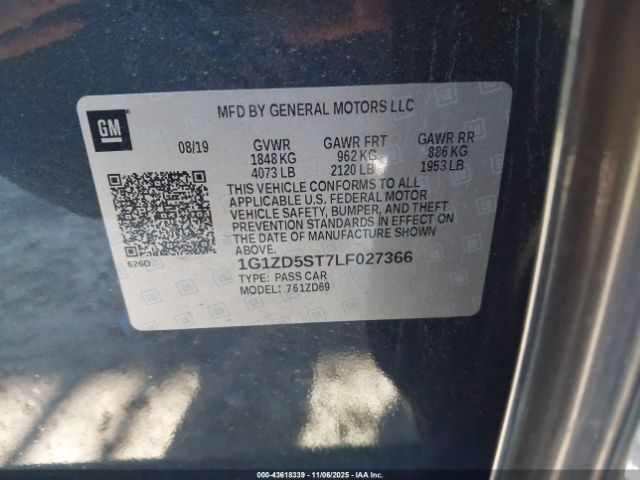 MFD BY GENERAL MOTORS LLC
GM
08/19 GVWR GAWR FRT GAWR RR
1848 KG 962 KG 886 KG
4073 LB 2120 LB 1953 LB
THIS VEHICLE CONFORMS TO ALL
APPLICABLE U.S. FEDERAL MOTOR
VEHICLE SAFETY, BUMPER, AND THEFT
PREVENTION STANDARDS IN EFFECT ON
THE DATE OF MANUFACTURE SHOWN
ABOVE.
626D
1G1ZD5ST7LF027366
TYPE: PASS CAR
MODEL: 761ZD69
000-43618339 - 11/06/2025 - IAA Inc.